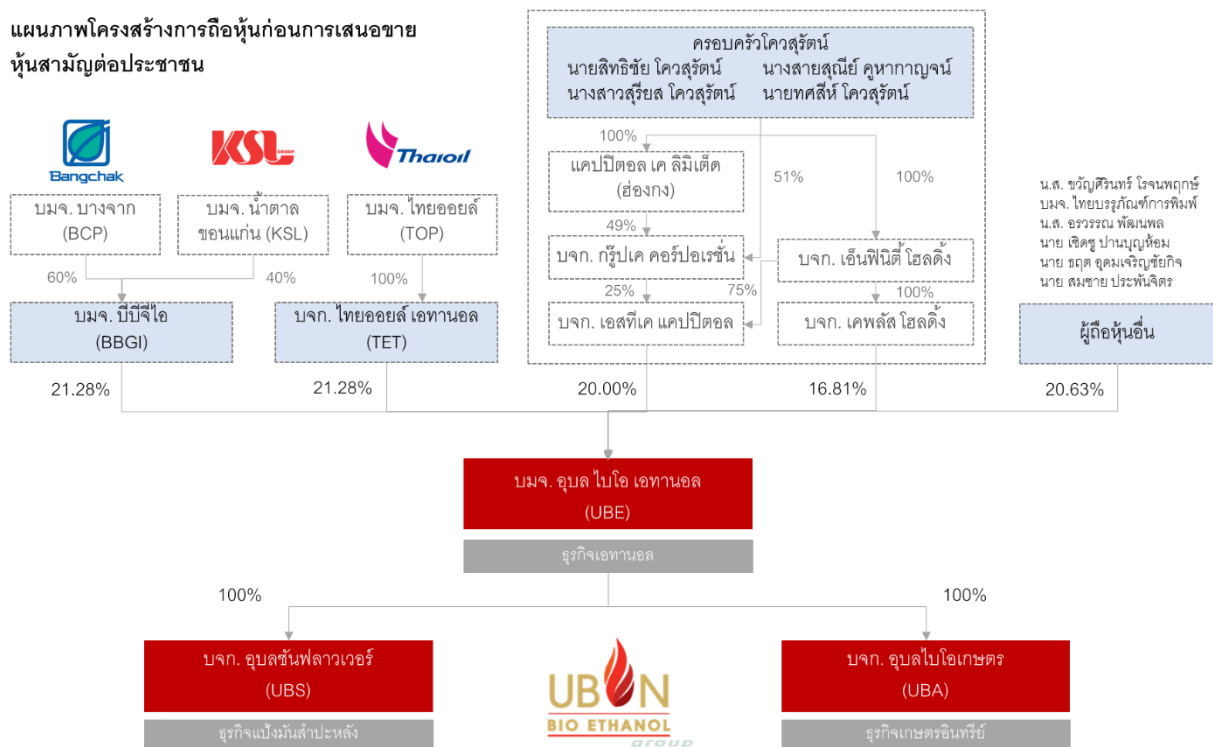 แผนภาพโครงสร้างการถือหุ้นก่อนการเสนอขาย
หุ้นสามัญต่อประชาชน
ครอบครัวโควสุรัตน์
นายสิทธิชัย โควสุรัตน์ นางสายสุณีย์ คูหากาญจน์
นางสาวสุรียส โควสุรัตน์ นายทศสีห์ โควสุรัตน์
Bangchak
KSL GROUP
Thaioil
บมจ. บางจาก
(BCP)
บมจ. น้ำตาล
ขอนแก่น (KSL)
บมจ. ไทยออยล์
(TOP)
60%
40%
100%
บมจ. บีบีจีไอ
(BBGI)
บจก. ไทยออยล์ เอทานอล
(TET)
100%
51%
100%
แคปปิตอล เค ลิมิเต็ด
(ฮ่องกง)
49%
บจก. กรุ๊ปเค คอร์ปอเรชั่น
บจก. เอ็นฟินิตี้ โฮลดิ้ง
25%
75%
100%
บจก. เอสทีเค แคปปิตอล
บจก. เคพลัส โฮลดิ้ง
น.ส. ขวัญศิรินทร์ โรจนพฤกษ์
บมจ. ไทยบรรจุภัณฑ์การพิมพ์
น.ส. อรวรรณ พัฒนพล
นาย เชิดชู ปานบุญห้อม
นาย ธฤต อุดมเจริญชัยกิจ
นาย สมชาย ประพันจิตร
ผู้ถือหุ้นอื่น
21.28%
21.28%
20.00%
16.81%
20.63%
บมจ. อุบล ไบโอ เอทานอล
(UBE)
ธุรกิจเอทานอล
100%
100%
บจก. อุบลซันฟลาวเวอร์
(UBS)
ธุรกิจแป้งมันสำปะหลัง
UBON
BIO ETHANOL
group
บจก. อุบลไบโอเกษตร
(UBA)
ธุรกิจเกษตรอินทรีย์